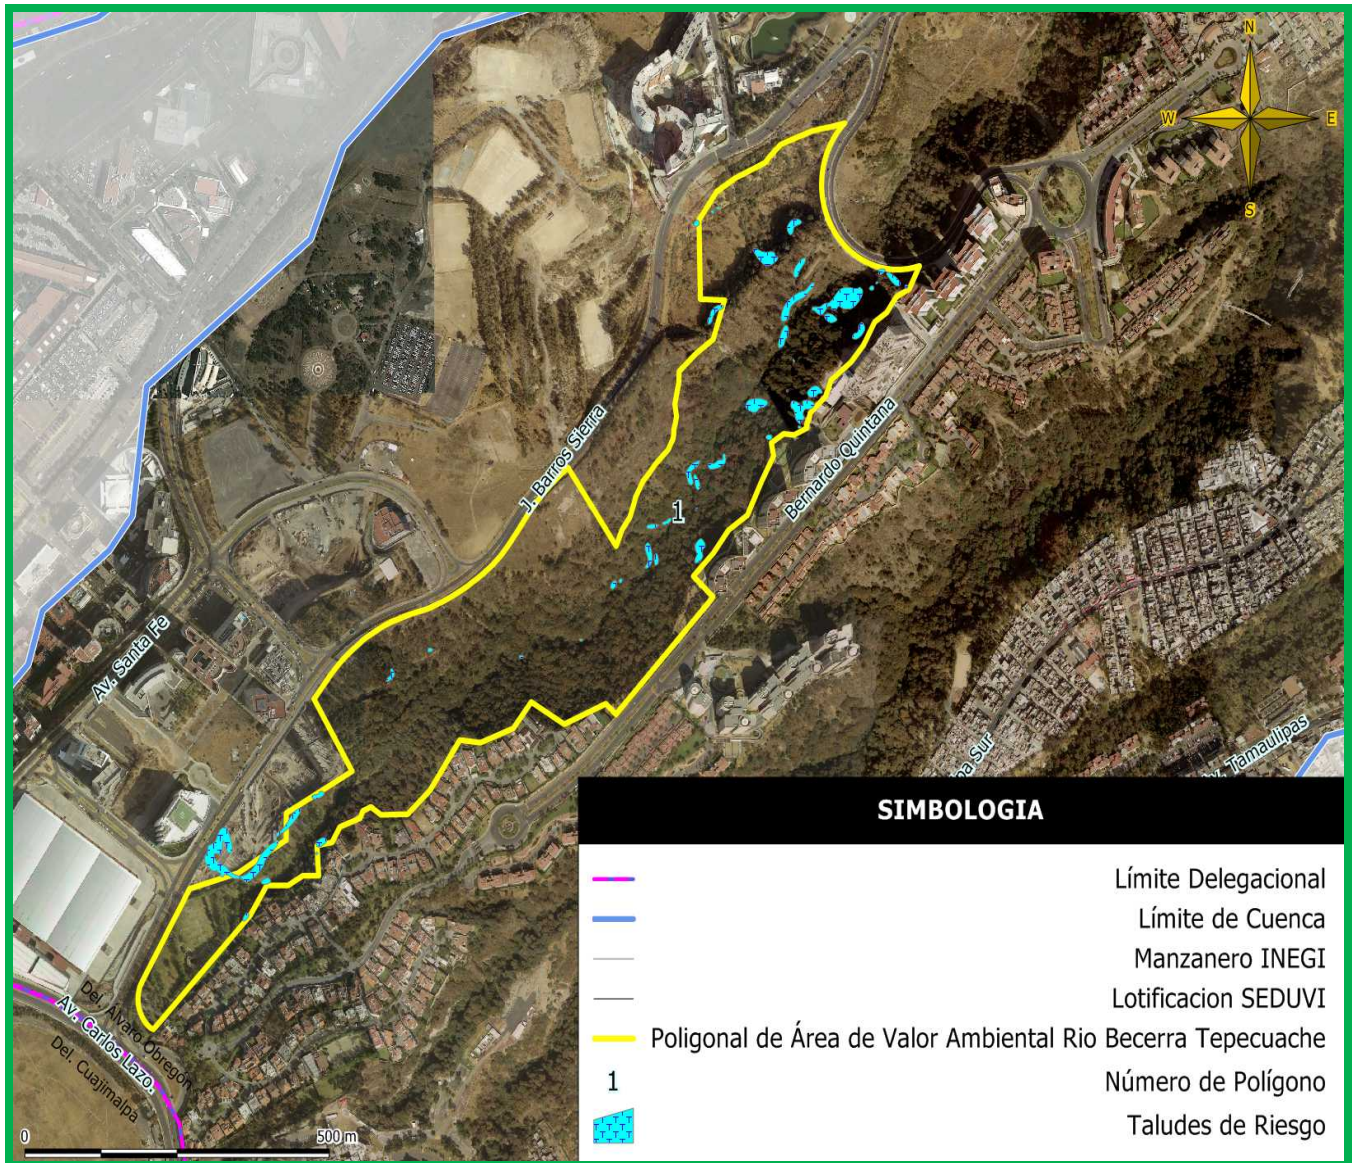 N
W
E
S
J. Barros Sierra
Bernardo Quintana
1
Av. Santa Fe
Sur
Tamaulipas
Del. Álvaro Obregón
Av. Carlos Lazo.
Del. Cuajimalpa
0
500 m
SIMBOLOGIA
Límite Delegacional
Límite de Cuenca
Manzanero INEGI
Lotificacion SEDUVI
Poligonal de Área de Valor Ambiental Rio Becerra Tepecuache
1
Número de Polígono
Taludes de Riesgo